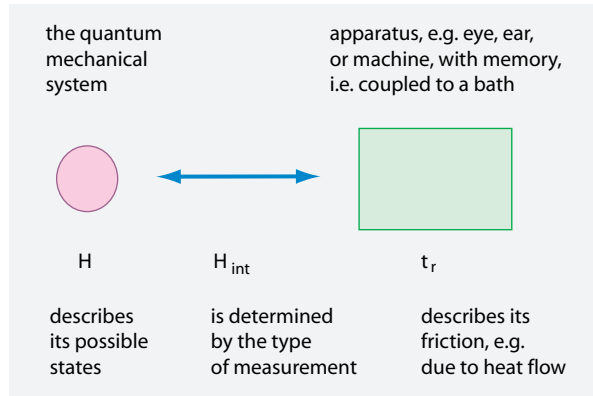 the quantum
mechanical
system
apparatus, e.g. eye, ear,
or machine, with memory,
i.e. coupled to a bath
H
H int
t r
describes
its possible
states
is determined
by the type
of measurement
describes its
friction, e.g.
due to heat flow